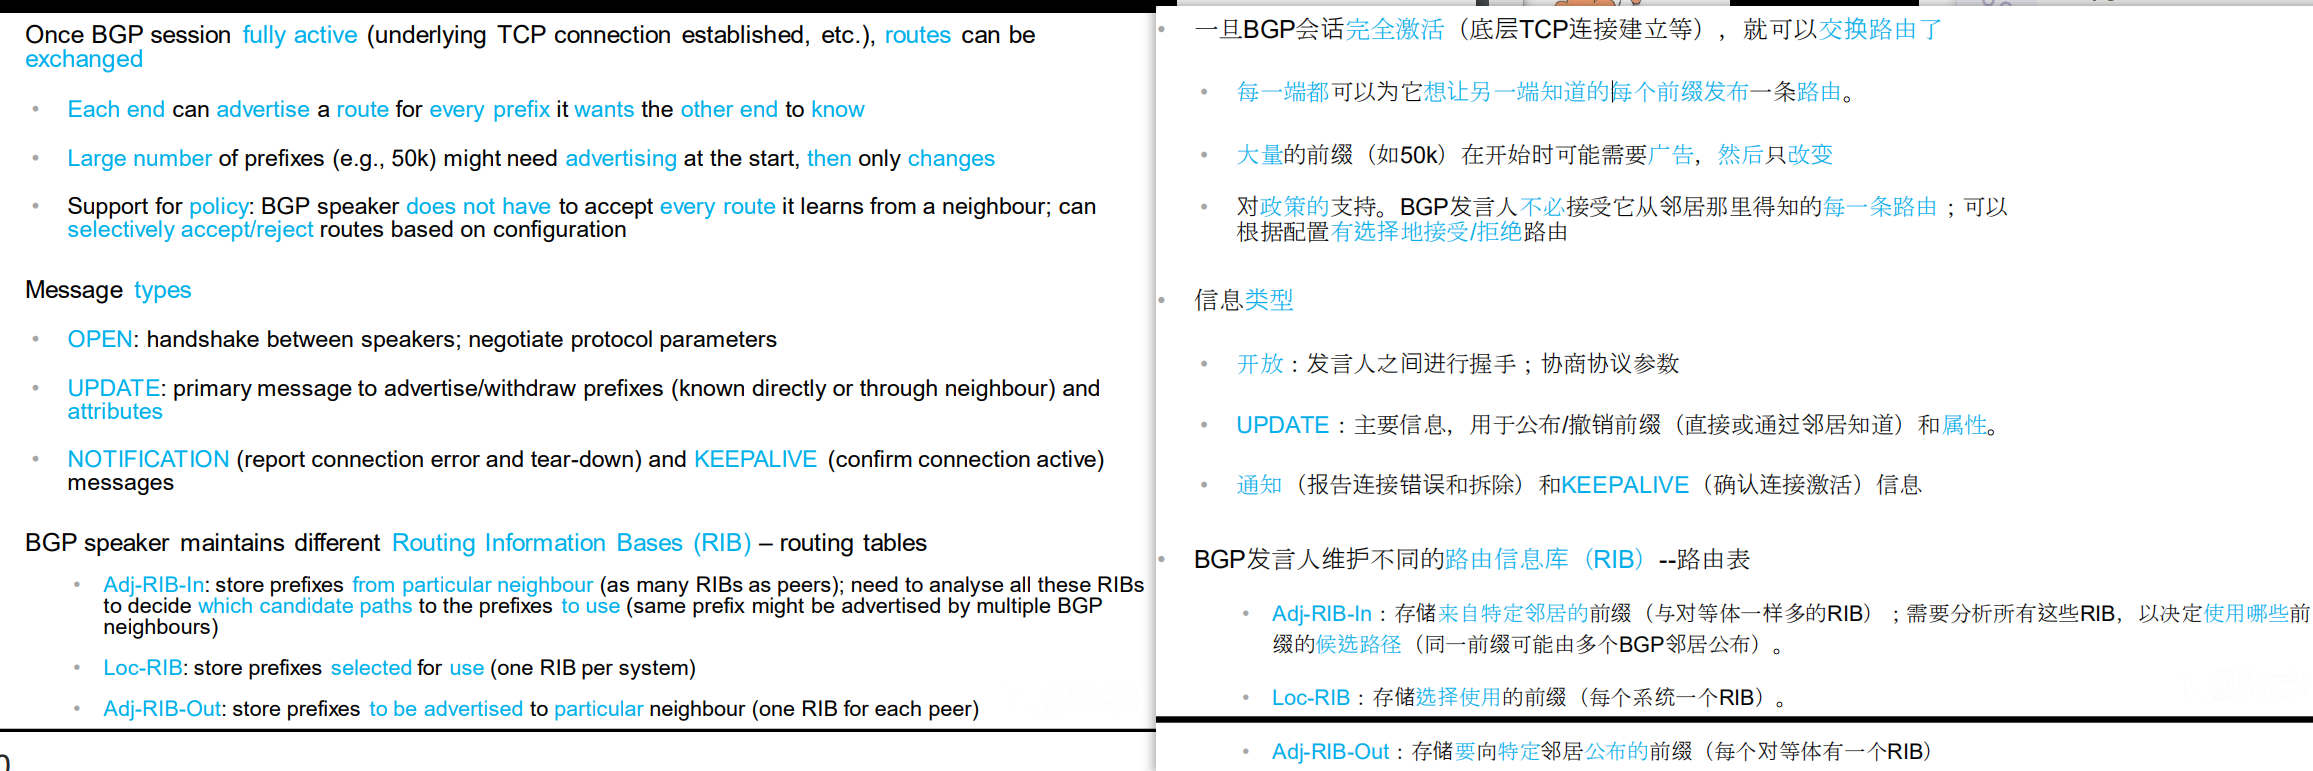 Once BGP session fully active (underlying TCP connection established, etc.), routes can be
exchanged
• Each end can advertise a route for every prefix it wants the other end to know
• Large number of prefixes (e.g., 50k) might need advertising at the start, then only changes
• Support for policy: BGP speaker does not have to accept every route it learns from a neighbour; can
selectively accept/reject routes based on configuration
Message types
• OPEN: handshake between speakers; negotiate protocol parameters
• UPDATE: primary message to advertise/withdraw prefixes (known directly or through neighbour) and
attributes
• NOTIFICATION (report connection error and tear-down) and KEEPALIVE (confirm connection active)
messages
BGP speaker maintains different Routing Information Bases (RIB) – routing tables
• Adj-RIB-In: store prefixes from particular neighbour (as many RIBs as peers); need to analyse all these RIBs
to decide which candidate paths to the prefixes to use (same prefix might be advertised by multiple BGP
neighbours)
• Loc-RIB: store prefixes selected for use (one RIB per system)
• Adj-RIB-Out: store prefixes to be advertised to particular neighbour (one RIB for each peer)
• 一旦BGP会话完全激活（底层TCP连接建立等），就可以交换路由了
• 每一端都可以为它想让另一端知道的每个前缀发布一条路由。
• 大量的前缀（如50k）在开始时可能需要广告，然后只改变
• 对政策的支持。BGP发言人不必接受它从邻居那里得知的每一条路由；可以
根据配置有选择地接受/拒绝路由
• 信息类型
• 开放：发言人之间进行握手；协商协议参数
• UPDATE：主要信息，用于公布/撤销前缀（直接或通过邻居知道）和属性。
• 通知（报告连接错误和拆除）和KEEPALIVE（确认连接激活）信息
• BGP发言人维护不同的路由信息库（RIB）--路由表
• Adj-RIB-In：存储来自特定邻居的前缀（与对等体一样多的RIB）；需要分析所有这些RIB，以决定使用哪些前
缀的候选路径（同一前缀可能由多个BGP邻居公布）。
• Loc-RIB：存储选择使用的前缀（每个系统一个RIB）。
• Adj-RIB-Out：存储要向特定邻居公布的前缀（每个对等体有一个RIB）